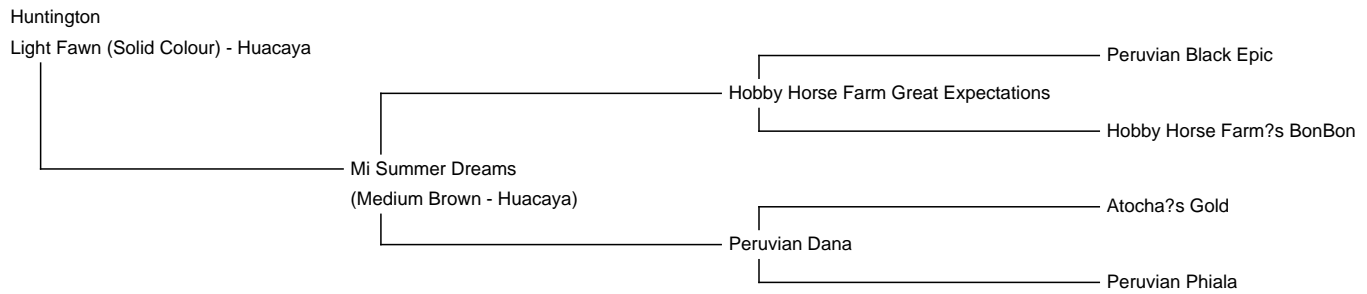 Huntington
Light Fawn (Solid Colour) - Huacaya
Peruvian Black Epic
Hobby Horse Farm Great Expectations
Hobby Horse Farm?s BonBon
Mi Summer Dreams
(Medium Brown - Huacaya)
Atocha?s Gold
Peruvian Dana
Peruvian Phiala